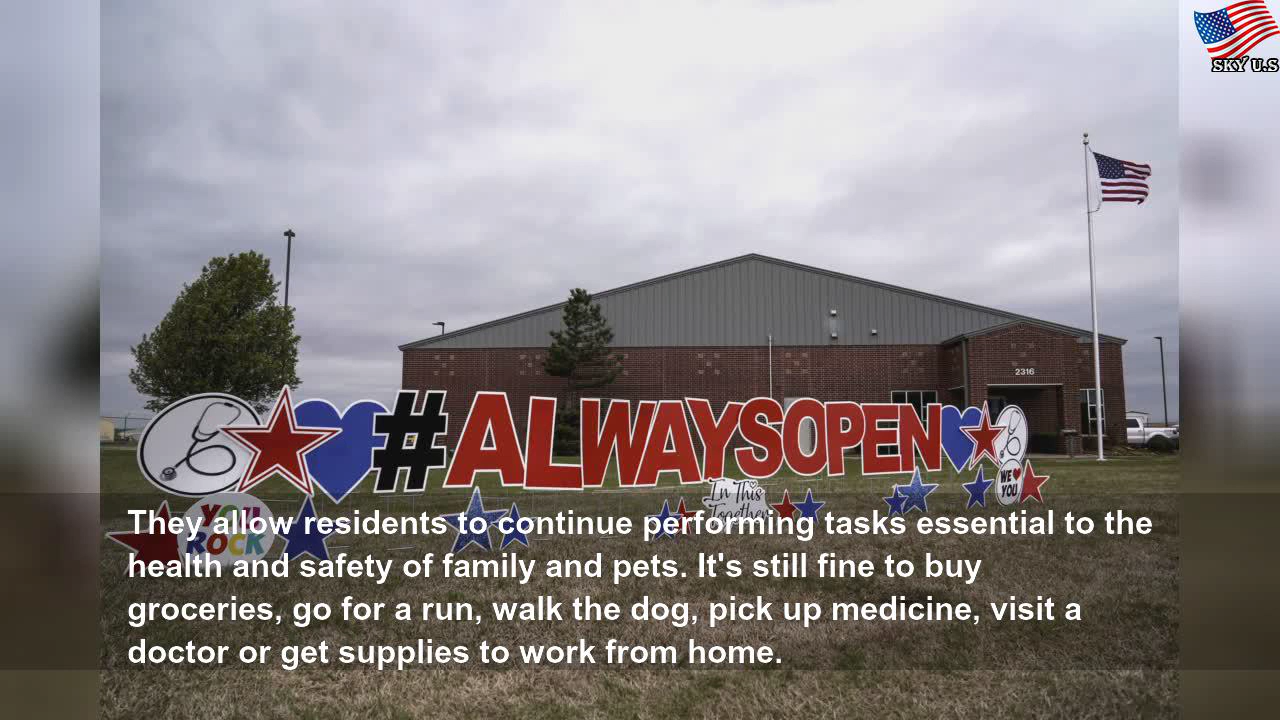 SKY U.S
2316
#ALWAYSOPEN
In This
Together
WE ♥
YOU
YOU
ROCK
They allow residents to continue performing tasks essential to the
health and safety of family and pets. It's still fine to buy
groceries, go for a run, walk the dog, pick up medicine, visit a
doctor or get supplies to work from home.